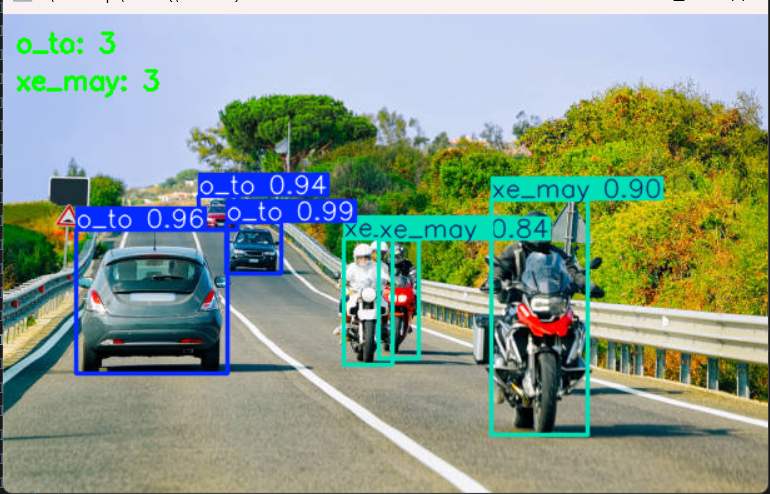 o_to: 3
xe_may: 3
o_to 0.94
xe_may 0.90
o_to 0.96
o_to 0.99
xe.
xe_may 0.84